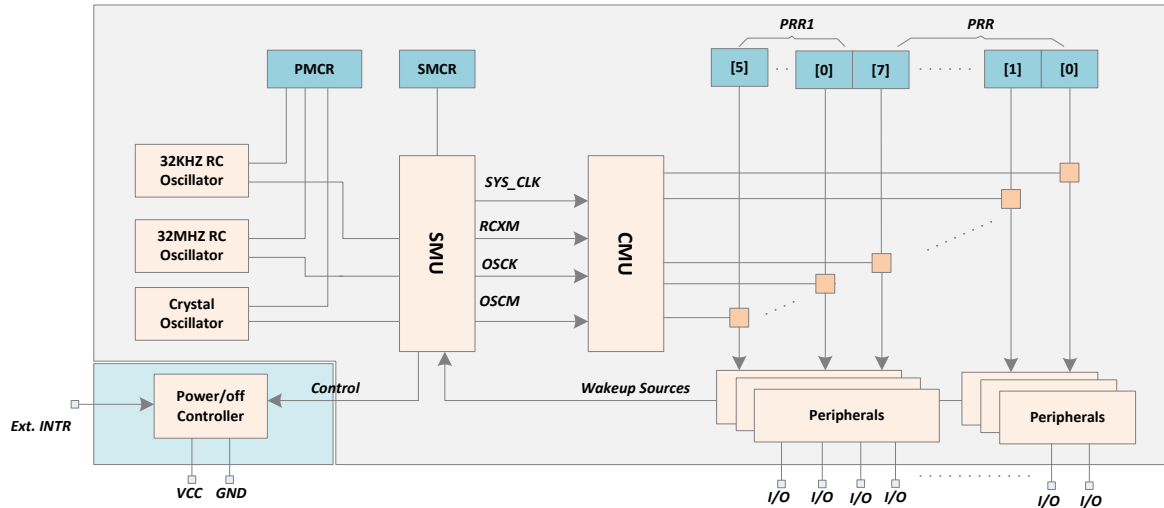 PRR1
PRR
PMCR
SMCR
[5]
[0]
[7]
[1]
[0]
32KHZ RC
Oscillator
32MHZ RC
Oscillator
Crystal
Oscillator
SMU
SYS_CLK
RCXM
OSCK
OSCM
CMU
Power/off
Controller
Control
Wakeup Sources
Peripherals
Peripherals
Ext. INTR
VCC
GND
I/O
I/O
I/O
I/O
I/O
I/O